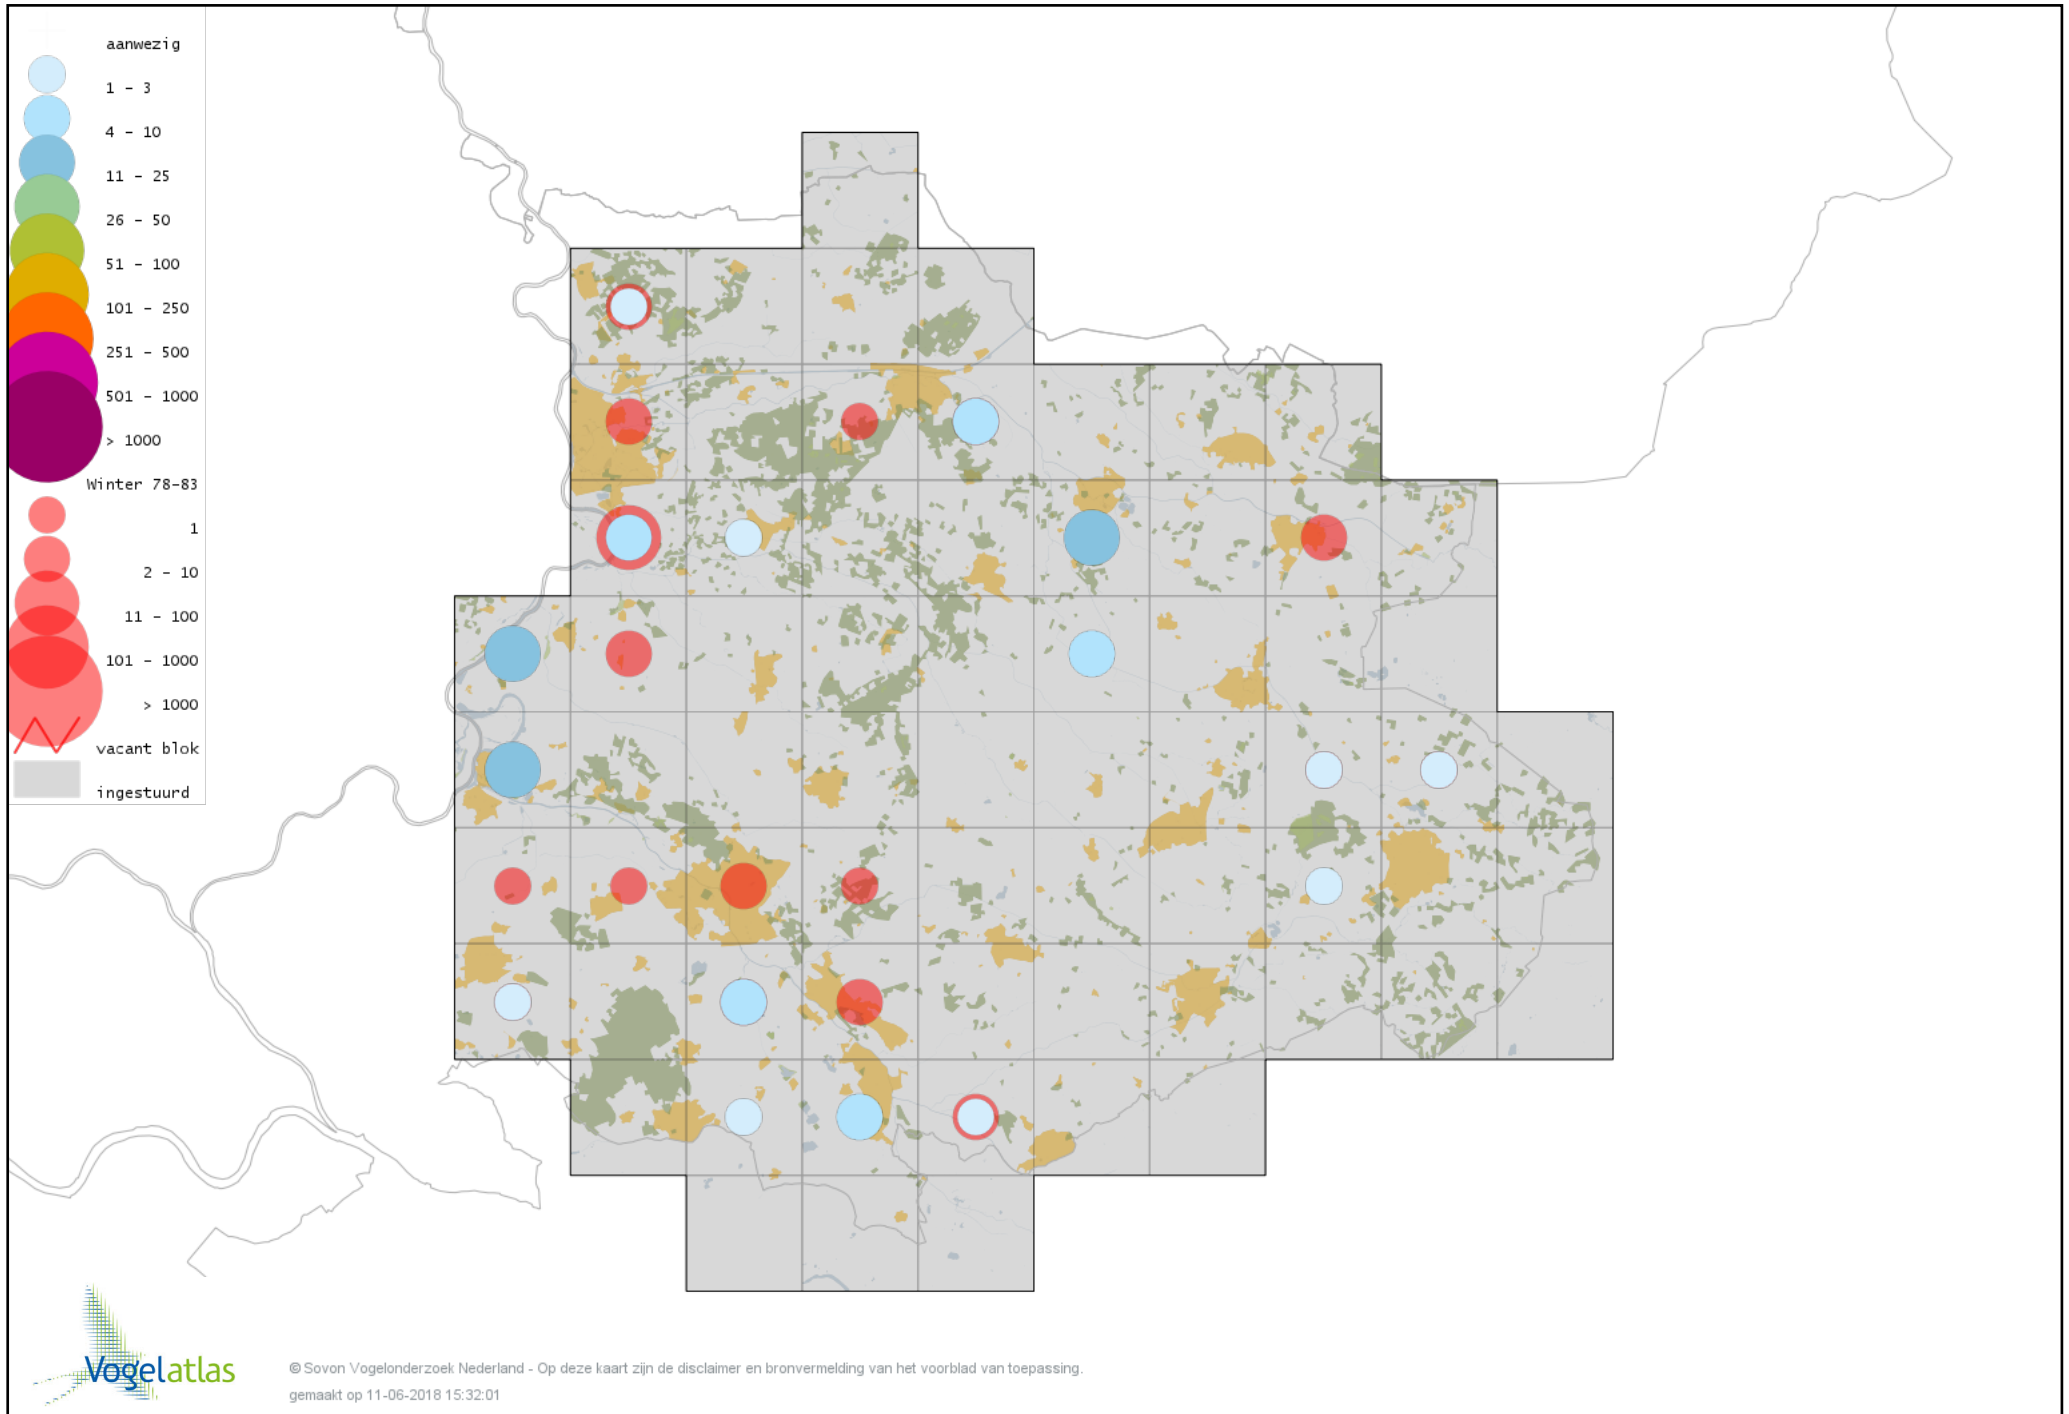 aanwezig
1 - 3
4 - 10
11 - 25
26 - 50
51 - 100
101 - 250
251 - 500
501 - 1000
> 1000
Winter 78-83
1
2 - 10
11 - 100
101 - 1000
> 1000
vacant blok
ingestuurd
Vogelatlas
© Sovon Vogelonderzoek Nederland - Op deze kaart zijn de disclaimer en bronvermelding van het voorblad van toepassing.
gemaakt op 11-06-2018 15:32:01